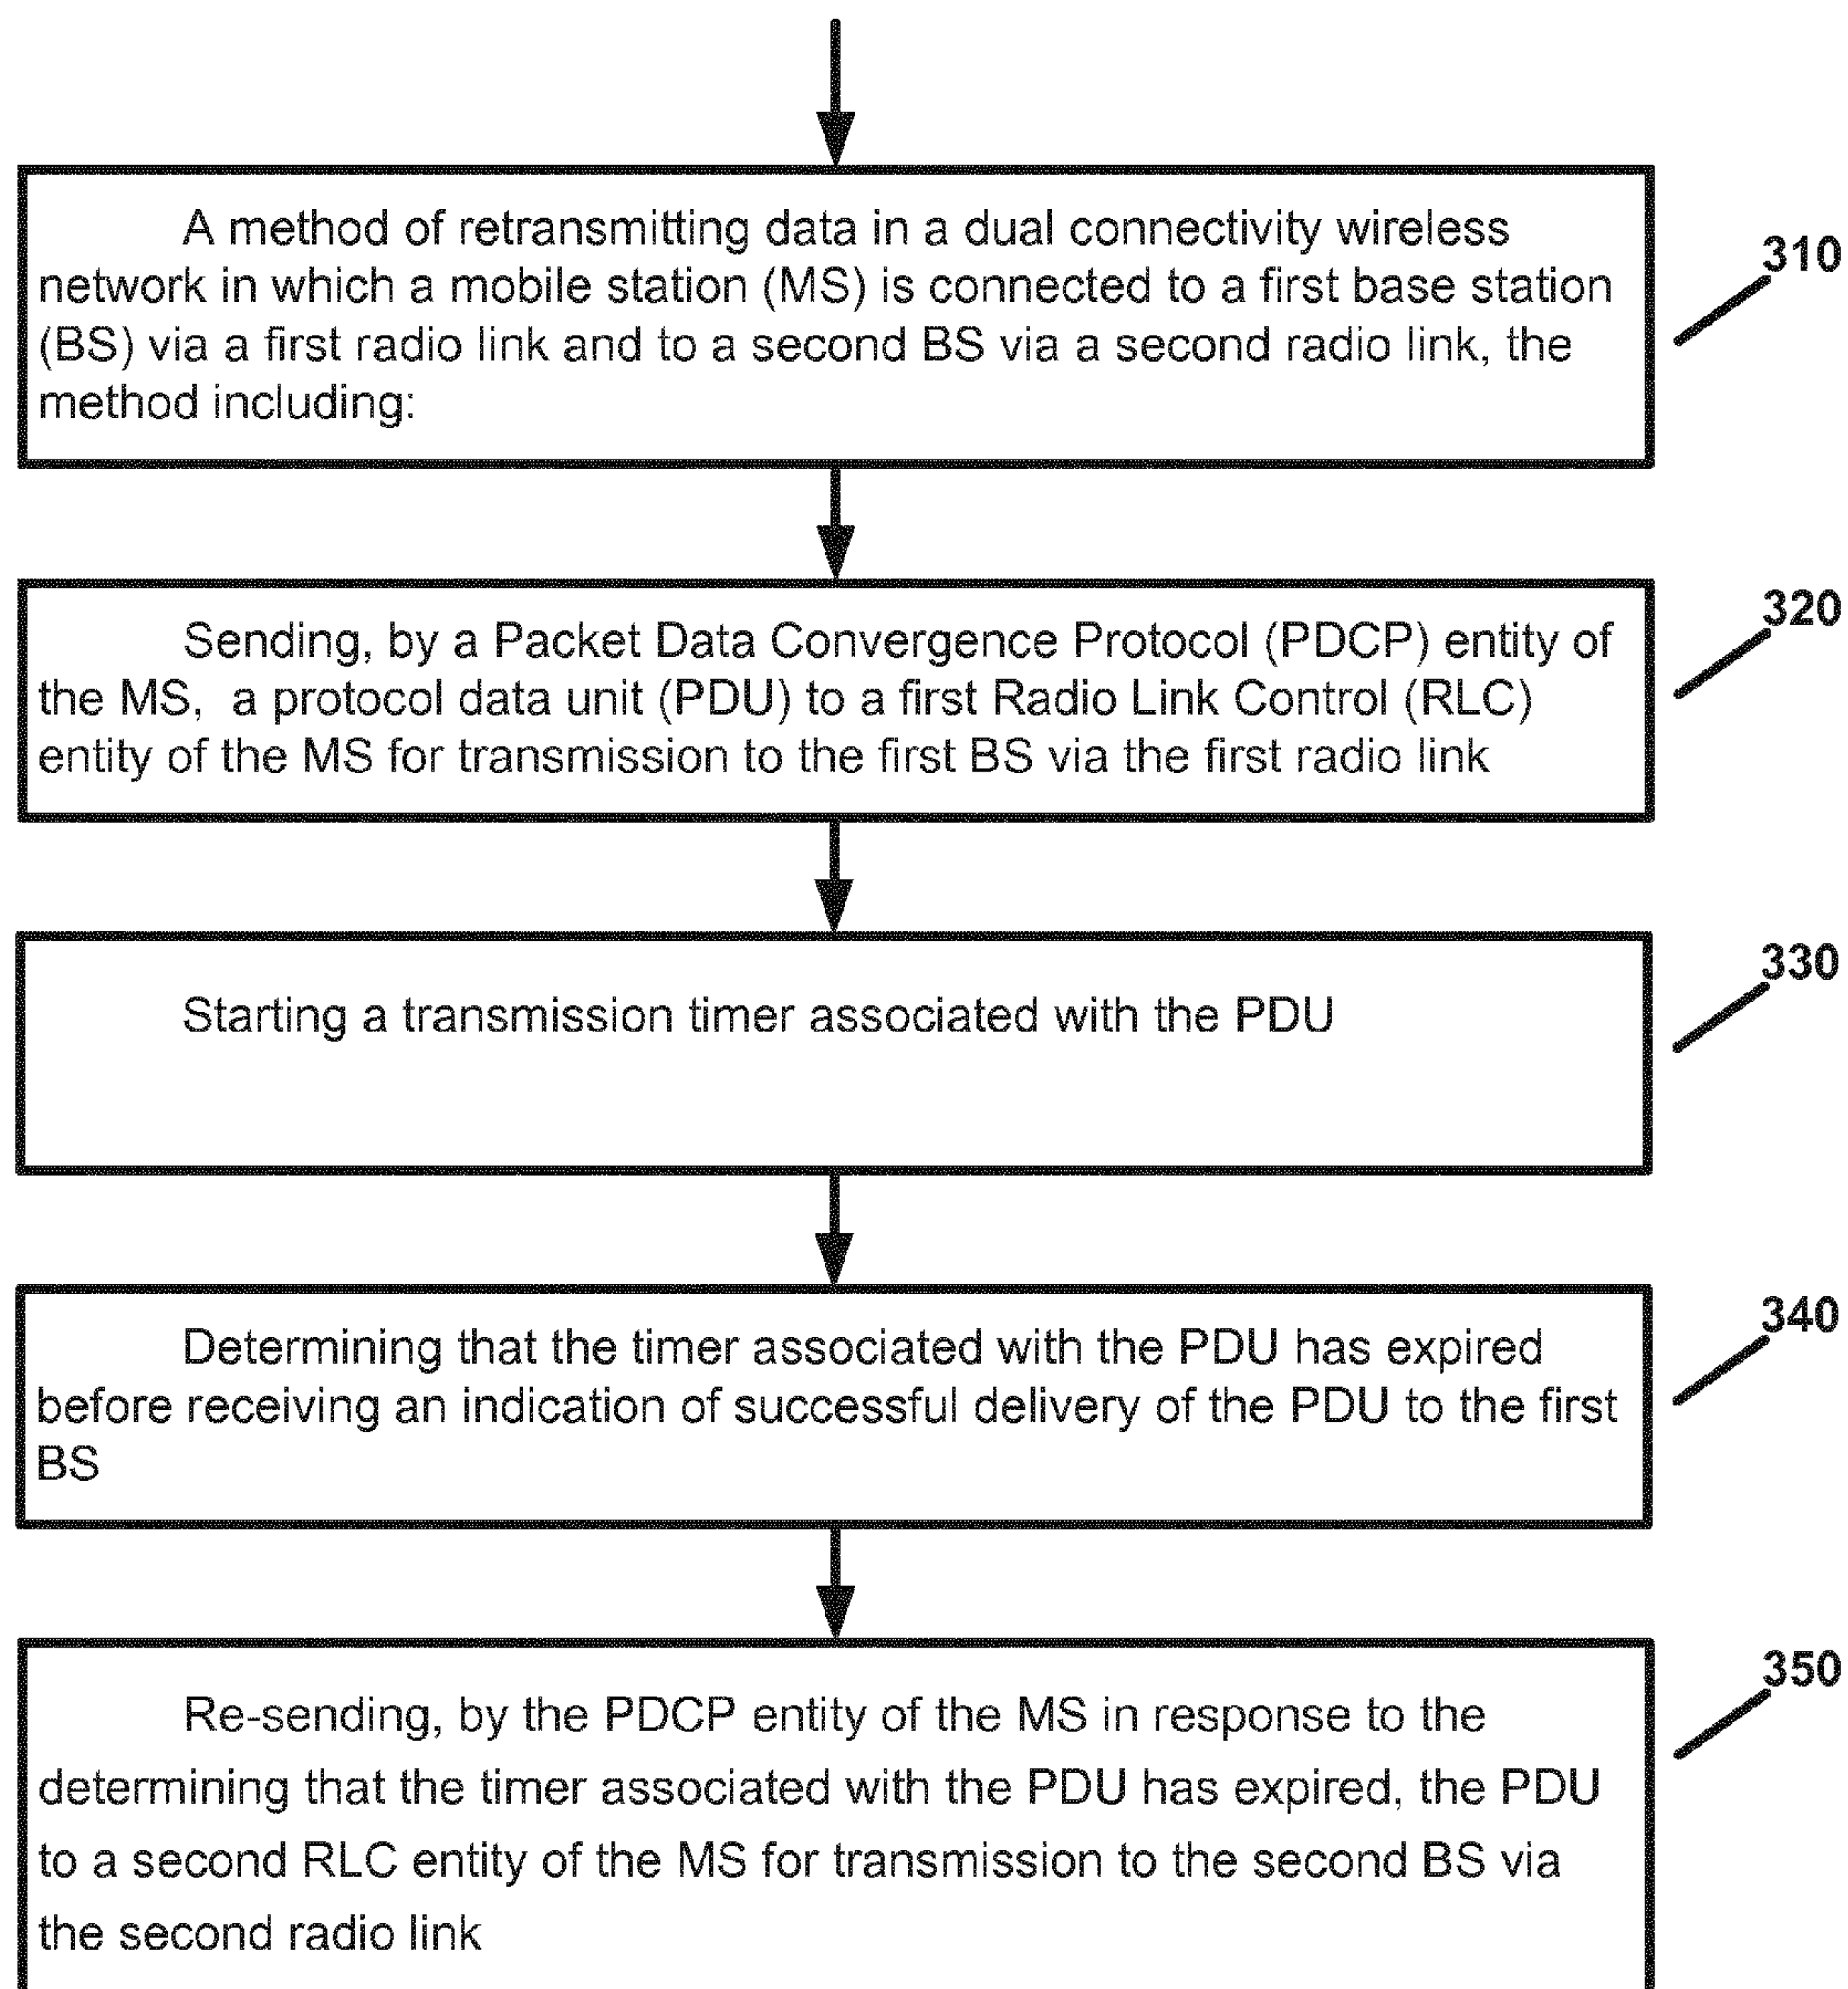 A method of retransmitting data in a dual connectivity wireless
network in which a mobile station (MS) is connected to a first base station
(BS) via a first radio link and to a second BS via a second radio link, the
method including:
310
Sending, by a Packet Data Convergence Protocol (PDCP) entity of
the MS, a protocol data unit (PDU) to a first Radio Link Control (RLC)
entity of the MS for transmission to the first BS via the first radio link
320
Starting a transmission timer associated with the PDU
330
Determining that the timer associated with the PDU has expired
before receiving an indication of successful delivery of the PDU to the first
BS
340
Re-sending, by the PDCP entity of the MS in response to the
determining that the timer associated with the PDU has expired, the PDU
to a second RLC entity of the MS for transmission to the second BS via
the second radio link
350